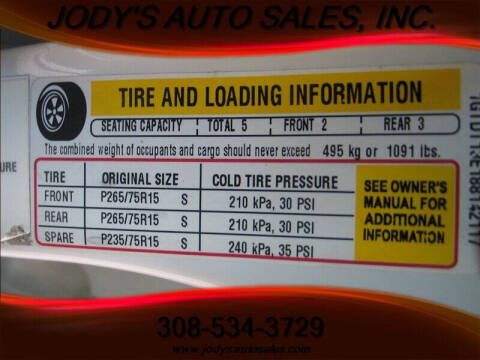 JODY'S AUTO SALES, INC.
TIRE AND LOADING INFORMATION
SEATING CAPACITY TOTAL 5 FRONT 2 REAR 3
The combined weight of occupants and cargo should never exceed 495 kg or 1091 lbs.
TIRE ORIGINAL SIZE COLD TIRE PRESSURE
FRONT P265/75R15 S 210 kPa, 30 PSI
REAR P265/75R15 S 210 kPa, 30 PSI
SPARE P235/75R15 S 240 kPa, 35 PSI
SEE OWNER'S
MANUAL FOR
ADDITIONAL
INFORMATION
URE
308-534-3729
www.jodysautosales.com